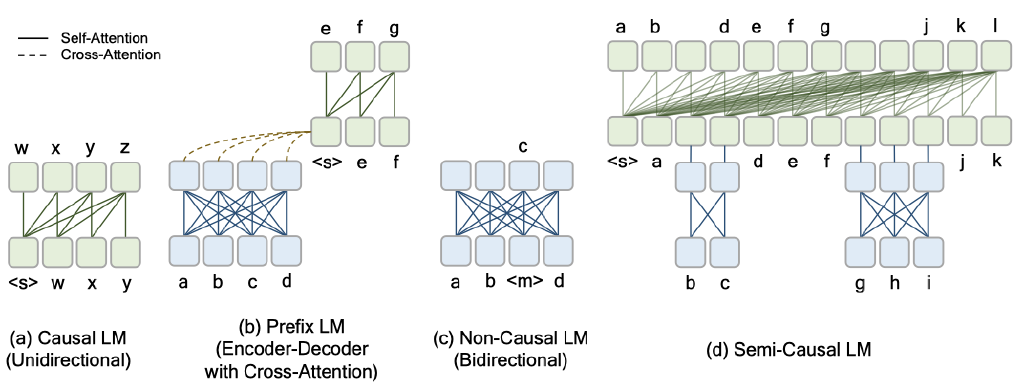 Self-Attention
Cross-Attention
w x y z
<s> w x y
(a) Causal LM
(Unidirectional)
e f g
<s> e f
a b c d
(b) Prefix LM
(Encoder-Decoder
with Cross-Attention)
c
a b <m> d
(c) Non-Causal LM
(Bidirectional)
a b d e f g j k l
<s> a d e f j k
b c g h i
(d) Semi-Causal LM